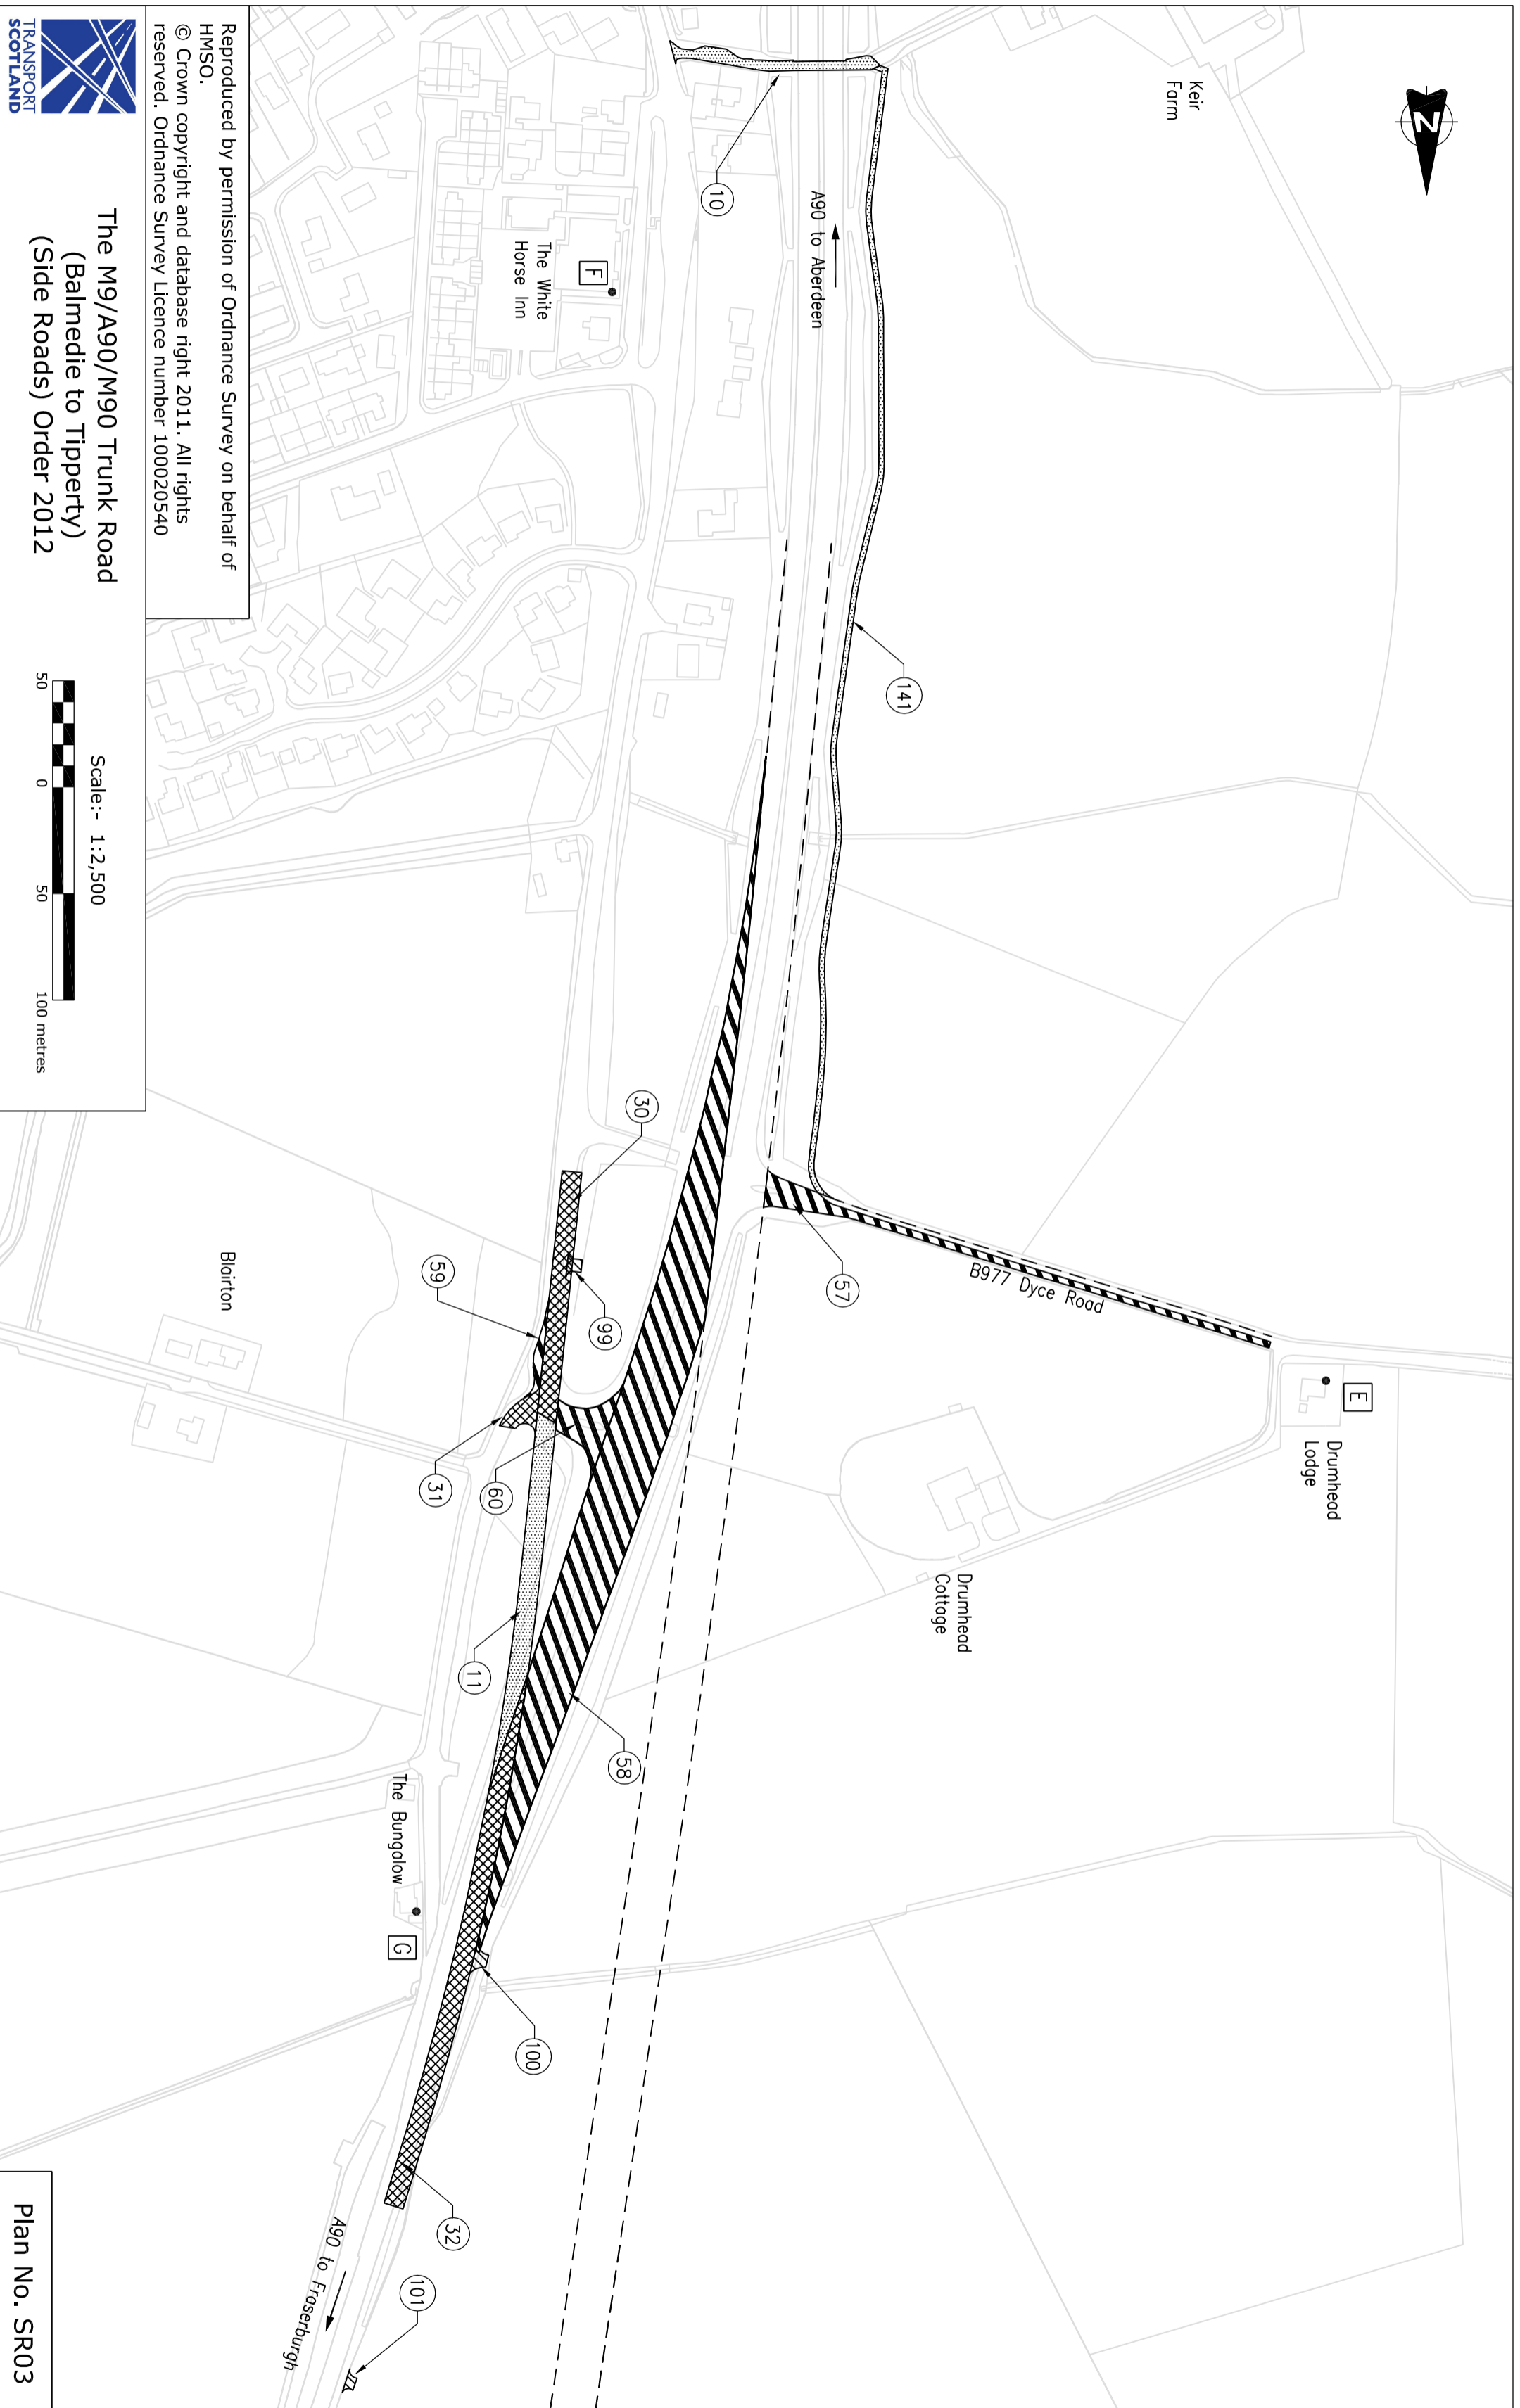 Keir
Farm
N
10
A90 to Aberdeen
F
The White
Horse Inn
141
30
99
59
57
B977 Dyce Road
E
Drumhead
Lodge
Blairton
31
60
11
Drumhead
Cottage
58
The Bungalow
G
100
32
A90 to Fraserburgh
101
Reproduced by permission of Ordnance Survey on behalf of
HMSO.
© Crown copyright and database right 2011. All rights
reserved. Ordnance Survey Licence number 100020540
TRANSPORT
SCOTLAND
The M9/A90/M90 Trunk Road
(Balmedie to Tipperty)
(Side Roads) Order 2012
Scale:- 1:2,500
50 0 50 100 metres
Plan No. SR03